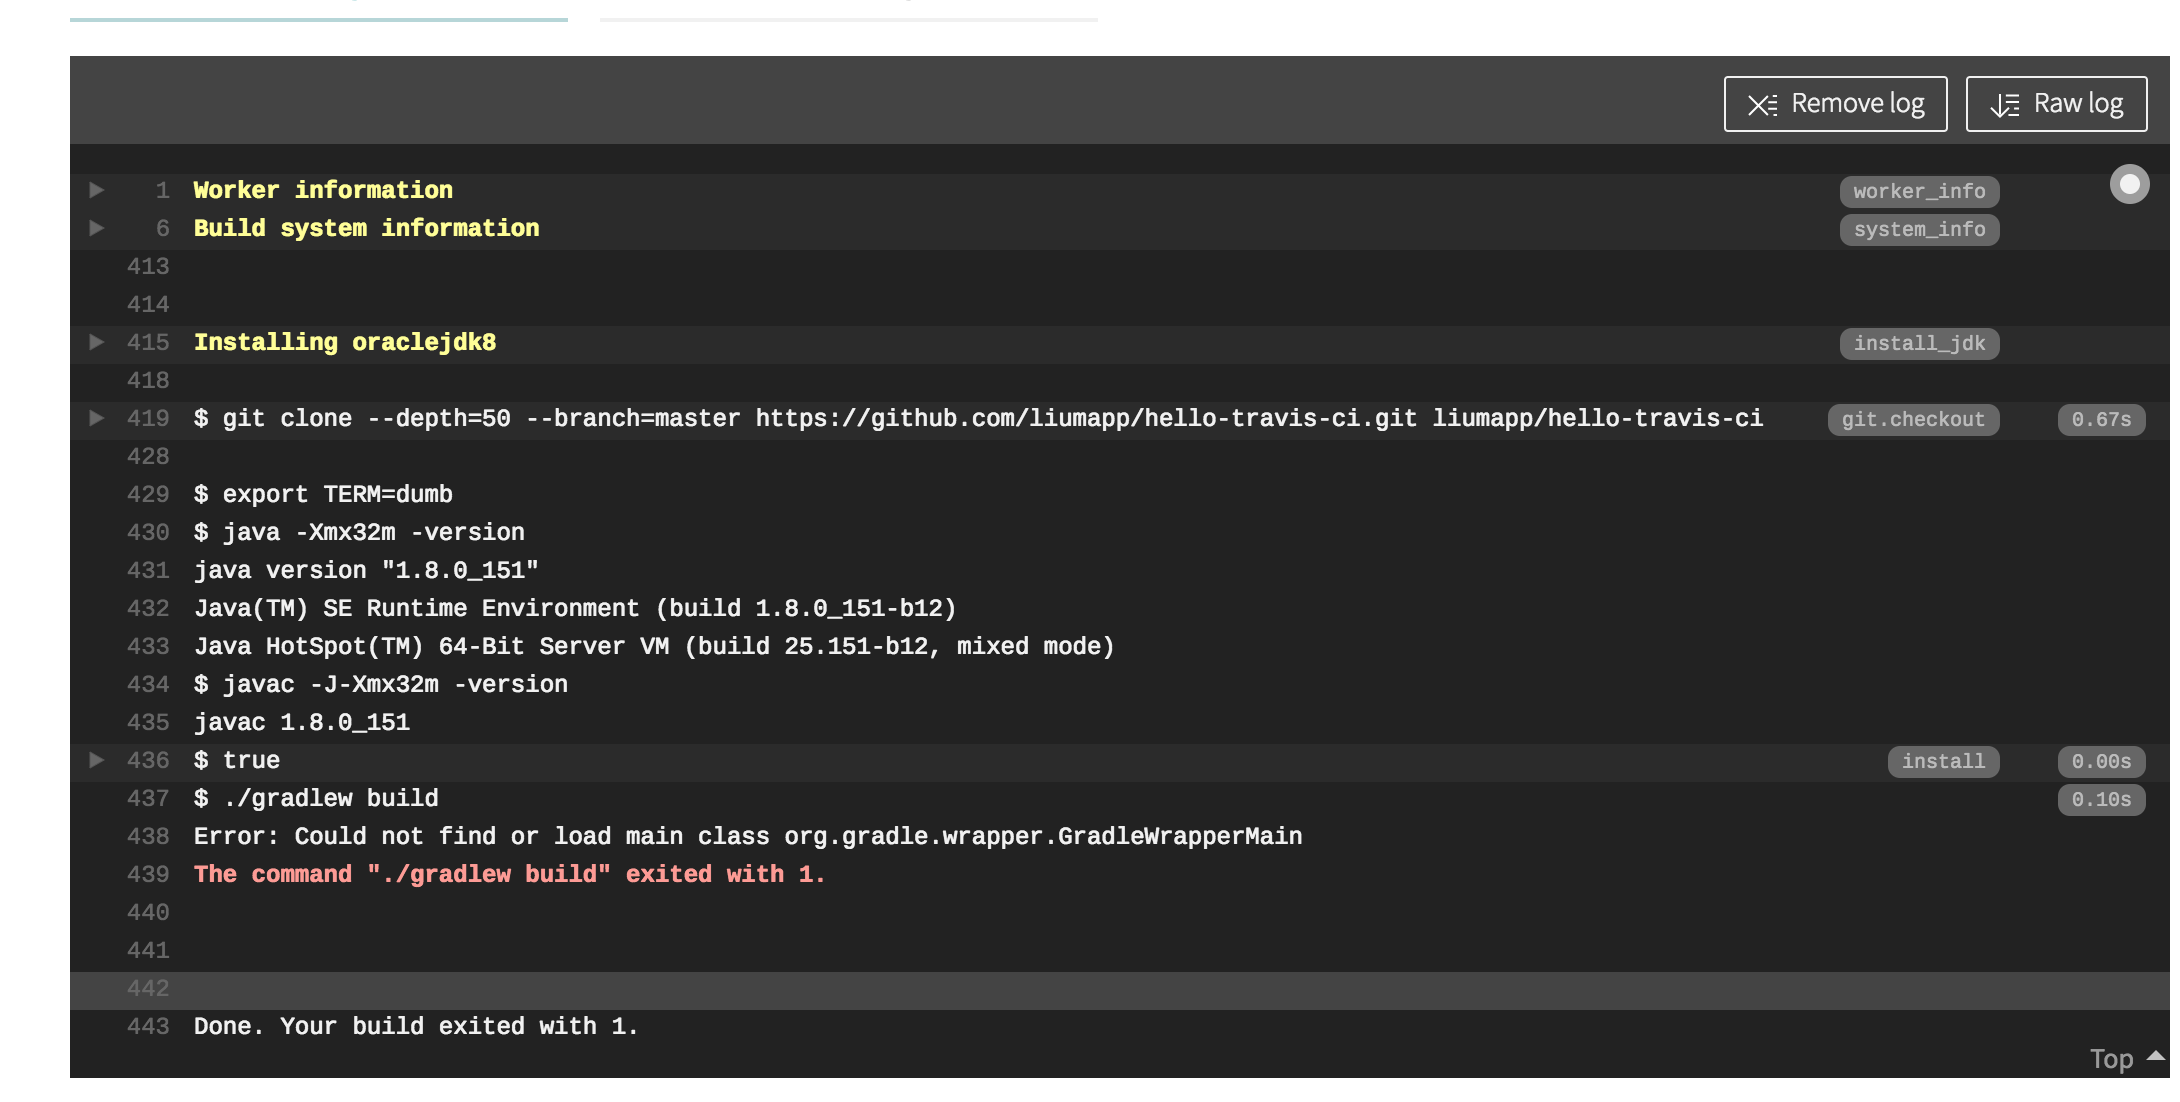 Remove log
Raw log
1 Worker information worker_info
6 Build system information system_info
413
414
415 Installing oraclejdk8 install_jdk
418
419 $ git clone --depth=50 --branch=master https://github.com/liumapp/hello-travis-ci.git liumapp/hello-travis-ci git.checkout 0.67s
428
429 $ export TERM=dumb
430 $ java -Xmx32m -version
431 java version "1.8.0_151"
432 Java(TM) SE Runtime Environment (build 1.8.0_151-b12)
433 Java HotSpot(TM) 64-Bit Server VM (build 25.151-b12, mixed mode)
434 $ javac -J-Xmx32m -version
435 javac 1.8.0_151
436 $ true install 0.00s
437 $ ./gradlew build 0.10s
438 Error: Could not find or load main class org.gradle.wrapper.GradleWrapperMain
439 The command "./gradlew build" exited with 1.
440
441
442
443 Done. Your build exited with 1.
Top